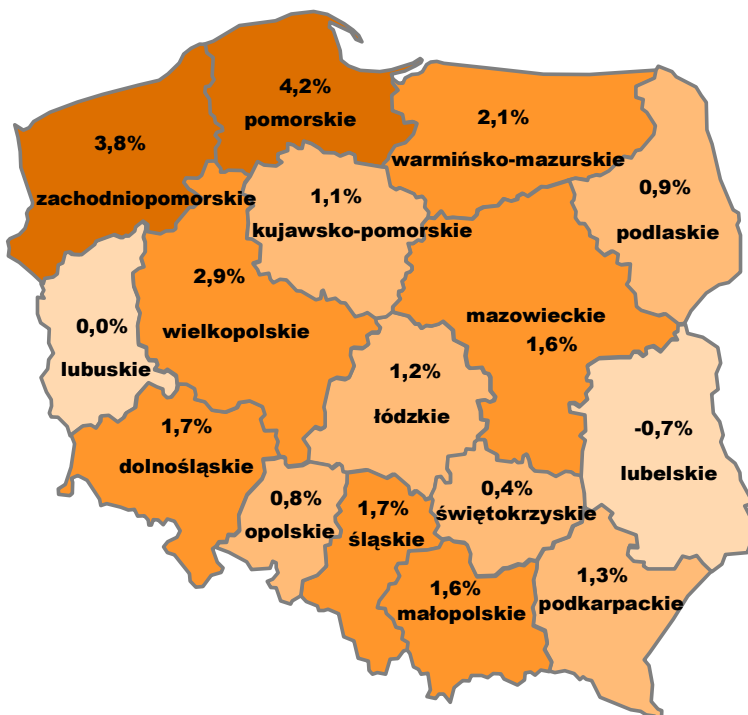 4,2%
pomorskie
3,8%
zachodniopomorskie
2,1%
warmińsko-mazurskie
1,1%
kujawsko-pomorskie
0,9%
podlaskie
0,0%
lubuskie
2,9%
wielkopolskie
mazowieckie
1,6%
1,2%
łódzkie
1,7%
dolnośląskie
-0,7%
lubelskie
0,8%
opolskie
1,7%
śląskie
0,4%
świętokrzyskie
1,6%
małopolskie
1,3%
podkarpackie